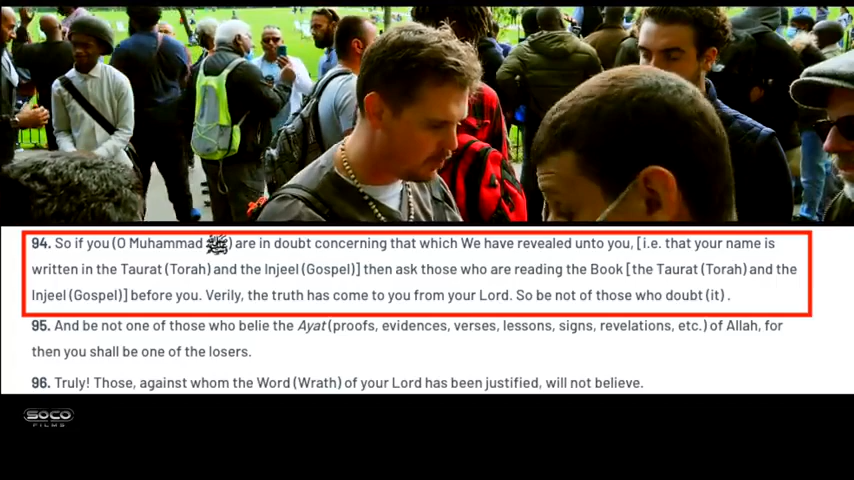 94. So if you (O Muhammad ﷺ) are in doubt concerning that which We have revealed unto you, [i.e. that your name is
written in the Taurat (Torah) and the Injeel (Gospel)] then ask those who are reading the Book [the Taurat (Torah) and the
Injeel (Gospel)] before you. Verily, the truth has come to you from your Lord. So be not of those who doubt (it) .
95. And be not one of those who belie the Ayat (proofs, evidences, verses, lessons, signs, revelations, etc.) of Allah, for
then you shall be one of the losers.
96. Truly! Those, against whom the Word (Wrath) of your Lord has been justified, will not believe.
SOCO
FILMS